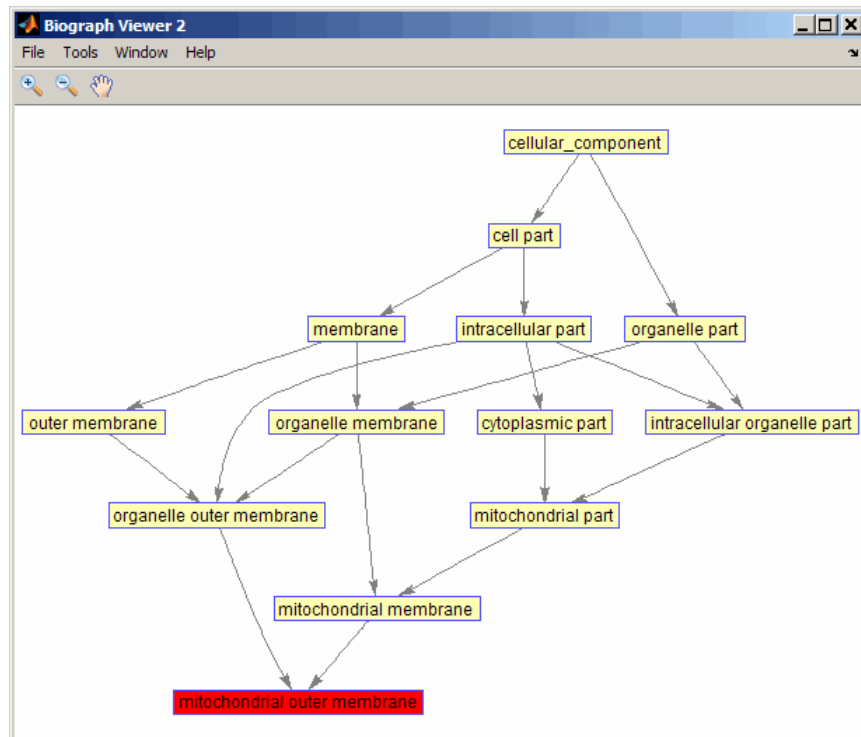 Biograph Viewer 2
File Tools Window Help
cellular_component
cell part
membrane intracellular part organelle part
outer membrane organelle membrane cytoplasmic part intracellular organelle part
organelle outer membrane mitochondrial part
mitochondrial membrane
mitochondrial outer membrane